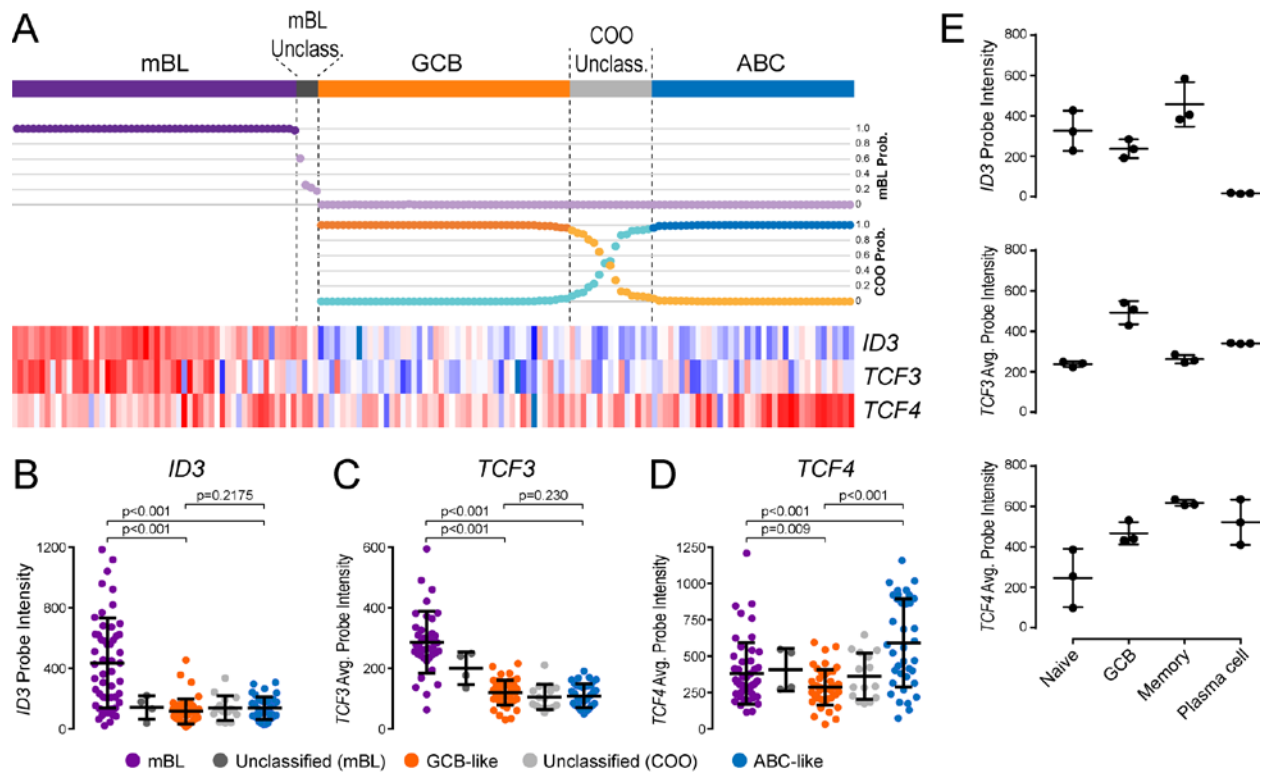 A
mBL
mBL
Unclass.
GCB
COO
Unclass.
ABC
1.0
0.8
0.6
0.4
0.2
0
mBL Prob.
1.0
0.8
0.6
0.4
0.2
0
COO Prob.
ID3
TCF3
TCF4
B
ID3
p=0.2175
p<0.001
p<0.001
ID3 Probe Intensity
1200
800
400
0
C
TCF3
p=0.230
p<0.001
p<0.001
TCF3 Avg. Probe Intensity
600
400
200
0
D
TCF4
p<0.001
p<0.001
p=0.009
TCF4 Avg. Probe Intensity
1250
1000
750
500
250
0
mBL
Unclassified (mBL)
GCB-like
Unclassified (COO)
ABC-like
E
ID3 Probe Intensity
800
600
400
200
0
TCF3 Avg. Probe Intensity
800
600
400
200
0
TCF4 Avg. Probe Intensity
800
600
400
200
0
Naïve
GCB
Memory
Plasma cell